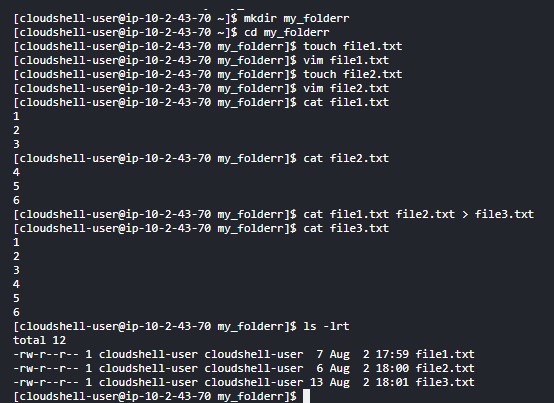 [cloudshell-user@ip-10-2-43-70 ~]$ mkdir my_folderr
[cloudshell-user@ip-10-2-43-70 ~]$ cd my_folderr
[cloudshell-user@ip-10-2-43-70 my_folderr]$ touch file1.txt
[cloudshell-user@ip-10-2-43-70 my_folderr]$ vim file1.txt
[cloudshell-user@ip-10-2-43-70 my_folderr]$ touch file2.txt
[cloudshell-user@ip-10-2-43-70 my_folderr]$ vim file2.txt
[cloudshell-user@ip-10-2-43-70 my_folderr]$ cat file1.txt
1
2
3
[cloudshell-user@ip-10-2-43-70 my_folderr]$ cat file2.txt
4
5
6
[cloudshell-user@ip-10-2-43-70 my_folderr]$ cat file1.txt file2.txt > file3.txt
[cloudshell-user@ip-10-2-43-70 my_folderr]$ cat file3.txt
1
2
3
4
5
6
[cloudshell-user@ip-10-2-43-70 my_folderr]$ ls -lrt
total 12
-rw-r--r-- 1 cloudshell-user cloudshell-user  7 Aug  2 17:59 file1.txt
-rw-r--r-- 1 cloudshell-user cloudshell-user  6 Aug  2 18:00 file2.txt
-rw-r--r-- 1 cloudshell-user cloudshell-user 13 Aug  2 18:01 file3.txt
[cloudshell-user@ip-10-2-43-70 my_folderr]$